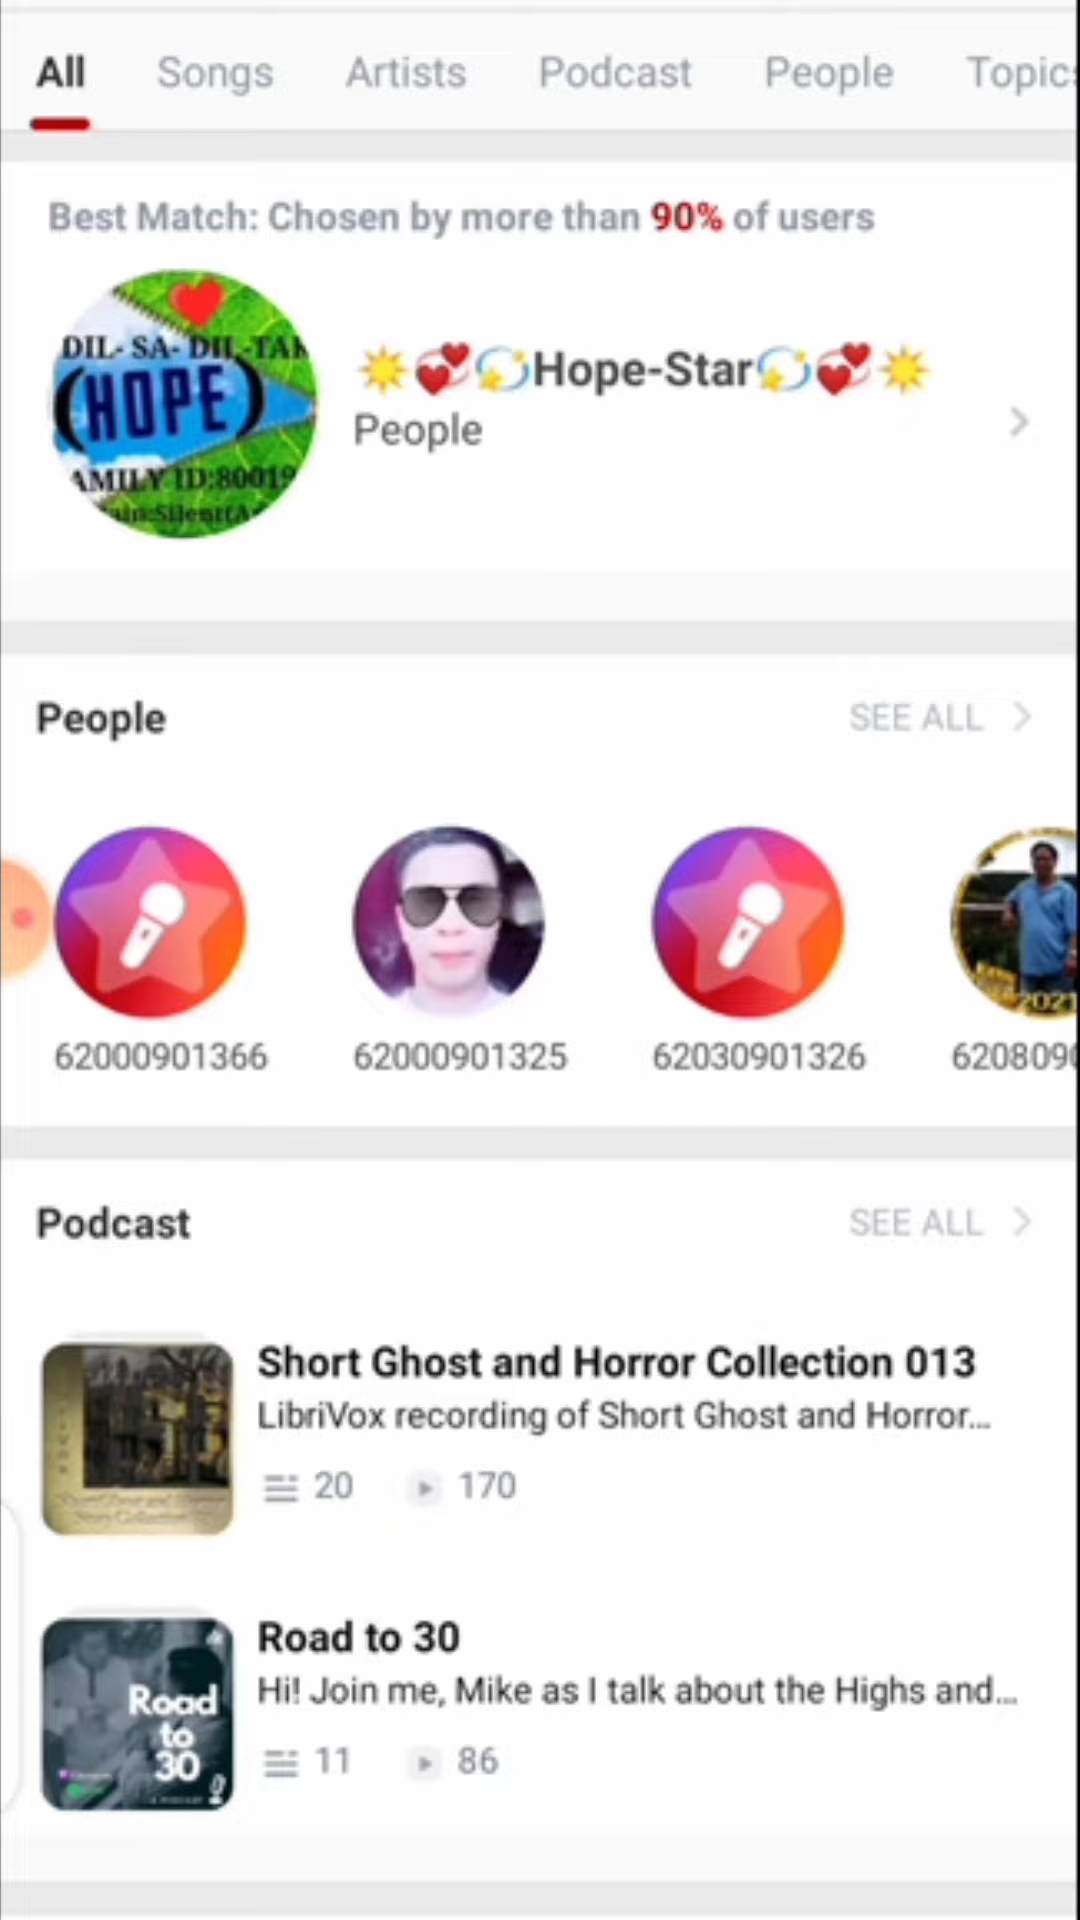 All Songs Artists Podcast People Topics
Best Match: Chosen by more than 90% of users
DIL- SA- DIL-TAK
(HOPE)
AMILY ID:80019
☀️💞💫Hope-Star💫💞☀️
People
People SEE ALL
62000901366 62000901325 62030901326 6208090
2021
Podcast SEE ALL
Short Ghost and Horror Collection 013
LibriVox recording of Short Ghost and Horror...
20 170
Road to 30
Hi! Join me, Mike as I talk about the Highs and...
11 86
Road
to
30